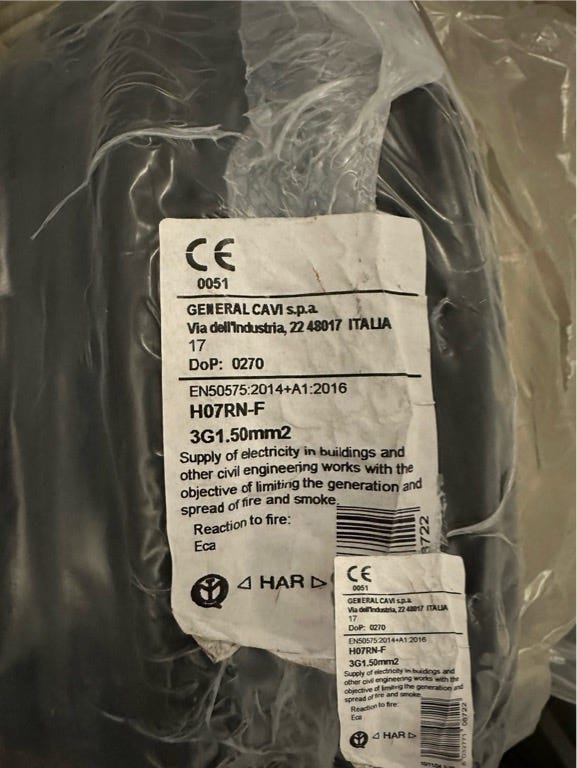 CE
0051
GENERAL CAVI s.p.a.
Via dell'Industria, 22 48017 ITALIA
17
DoP: 0270
EN50575:2014+A1:2016
H07RN-F
3G1.50mm2
Supply of electricity in buildings and
other civil engineering works with the
objective of limiting the generation and
spread of fire and smoke.
Reaction to fire:
Eca
HAR
CE
0051
GENERAL CAVI s.p.a.
Via dell'Industria, 22 48017 ITALIA
17
DoP: 0270
EN50575:2014+A1:2016
H07RN-F
3G1.50mm2
Supply of electricity in buildings and
other civil engineering works with the
objective of limiting the generation and
spread of fire and smoke.
Reaction to fire:
Eca
HAR